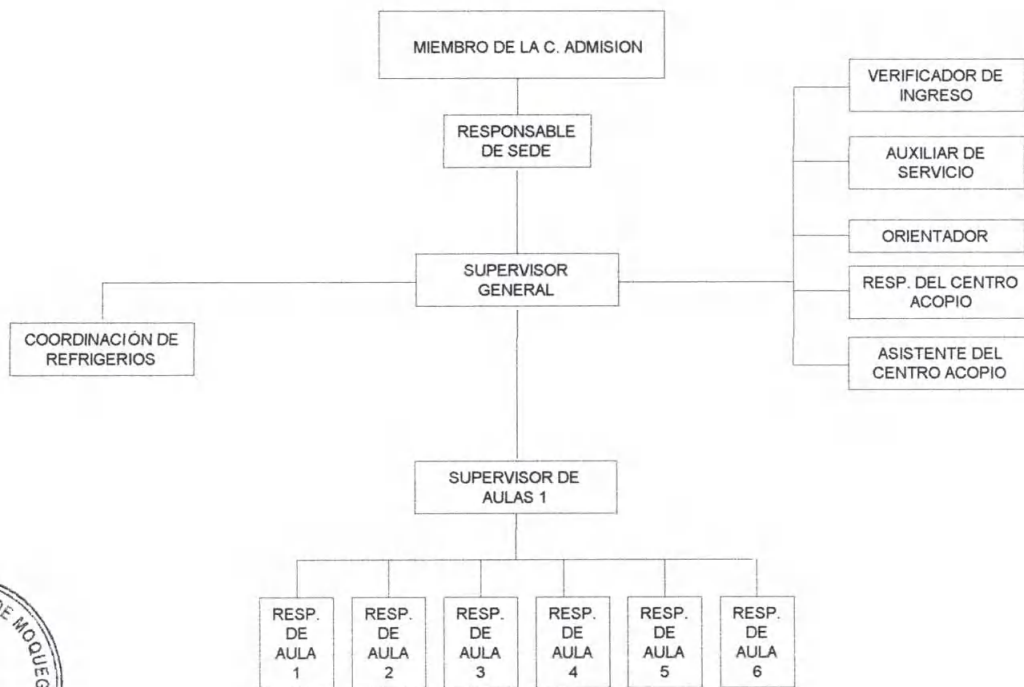 MIEMBRO DE LA C. ADMISION
RESPONSABLE
DE SEDE
SUPERVISOR
GENERAL
COORDINACIÓN DE
REFRIGERIOS
VERIFICADOR DE
INGRESO
AUXILIAR DE
SERVICIO
ORIENTADOR
RESP. DEL CENTRO
ACOPIO
ASISTENTE DEL
CENTRO ACOPIO
SUPERVISOR DE
AULAS 1
RESP.
DE
AULA
1
RESP.
DE
AULA
2
RESP.
DE
AULA
3
RESP.
DE
AULA
4
RESP.
DE
AULA
5
RESP.
DE
AULA
6
DE MOQUEG